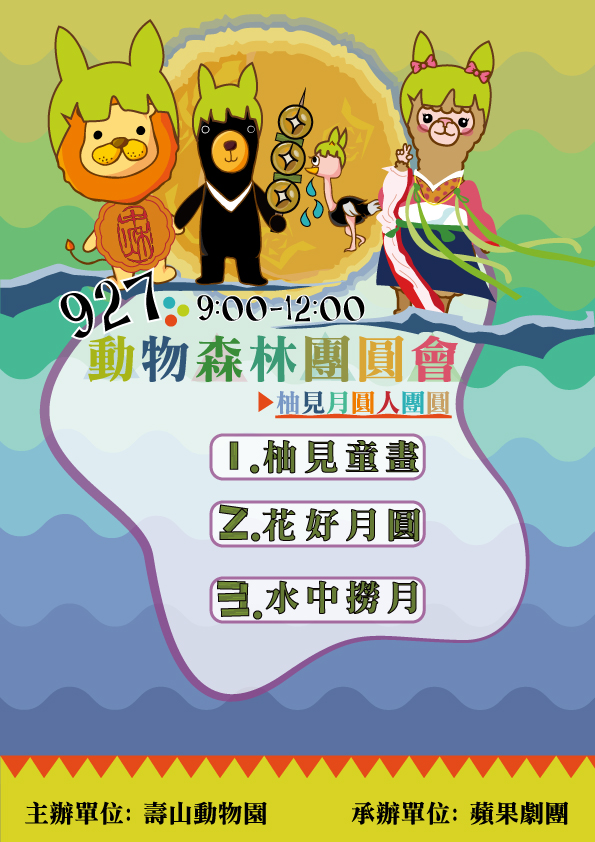 927 9:00-12:00
動物森林團圓會
柚見月圓人團圓
1.柚見童畫
2.花好月圓
3.水中撈月
主辦單位: 壽山動物園
承辦單位: 蘋果劇團